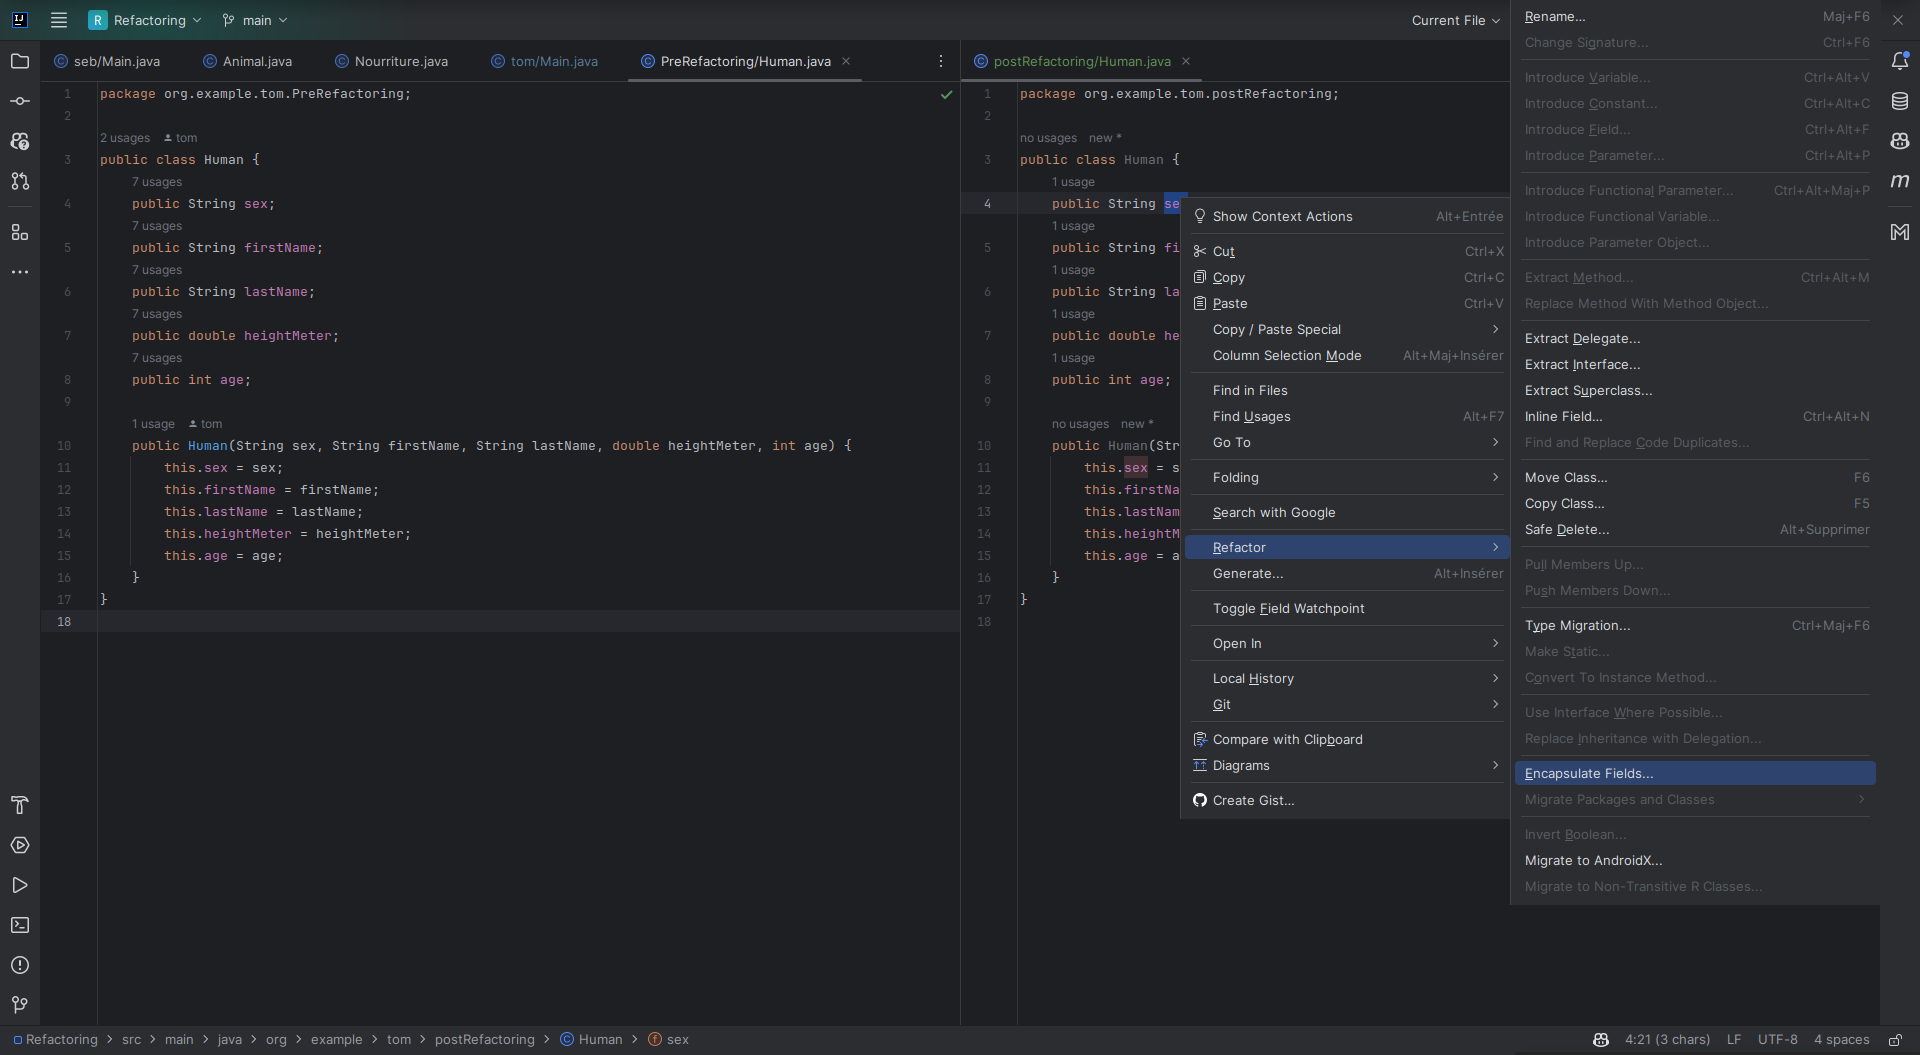 R Refactoring main
Current File
seb/Main.java Animal.java Nourriture.java tom/Main.java PreRefactoring/Human.java
postRefactoring/Human.java
1 package org.example.tom.PreRefactoring;
2
2 usages tom
3 public class Human {
7 usages
4 public String sex;
7 usages
5 public String firstName;
7 usages
6 public String lastName;
7 usages
7 public double heightMeter;
7 usages
8 public int age;
9
1 usage tom
10 public Human(String sex, String firstName, String lastName, double heightMeter, int age) {
11 this.sex = sex;
12 this.firstName = firstName;
13 this.lastName = lastName;
14 this.heightMeter = heightMeter;
15 this.age = age;
16 }
17 }
18
1 package org.example.tom.postRefactoring;
2
no usages new *
3 public class Human {
1 usage
4 public String se
1 usage
5 public String fi
1 usage
6 public String la
1 usage
7 public double he
1 usage
8 public int age;
9
no usages new *
10 public Human(Str
11 this.sex = s
12 this.firstNa
13 this.lastNam
14 this.heightM
15 this.age = a
16 }
17 }
18
Show Context Actions Alt+Entrée
Cut Ctrl+X
Copy Ctrl+C
Paste Ctrl+V
Copy / Paste Special
Column Selection Mode Alt+Maj+Insérer
Find in Files
Find Usages Alt+F7
Go To
Folding
Search with Google
Refactor
Generate... Alt+Insérer
Toggle Field Watchpoint
Open In
Local History
Git
Compare with Clipboard
Diagrams
Create Gist...
Rename... Maj+F6
Change Signature... Ctrl+F6
Introduce Variable... Ctrl+Alt+V
Introduce Constant... Ctrl+Alt+C
Introduce Field... Ctrl+Alt+F
Introduce Parameter... Ctrl+Alt+P
Introduce Functional Parameter... Ctrl+Alt+Maj+P
Introduce Functional Variable...
Introduce Parameter Object...
Extract Method... Ctrl+Alt+M
Replace Method With Method Object...
Extract Delegate...
Extract Interface...
Extract Superclass...
Inline Field... Ctrl+Alt+N
Find and Replace Code Duplicates...
Move Class... F6
Copy Class... F5
Safe Delete... Alt+Supprimer
Pull Members Up...
Push Members Down...
Type Migration... Ctrl+Maj+F6
Make Static...
Convert To Instance Method...
Use Interface Where Possible...
Replace Inheritance with Delegation...
Encapsulate Fields...
Migrate Packages and Classes
Invert Boolean...
Migrate to AndroidX...
Migrate to Non-Transitive R Classes...
Refactoring > src > main > java > org > example > tom > postRefactoring > Human > sex
4:21 (3 chars) LF UTF-8 4 spaces